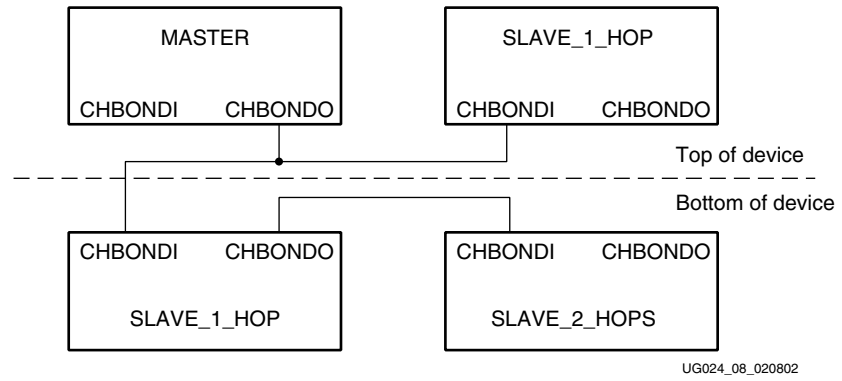 MASTER
CHBONDI CHBONDO
SLAVE_1_HOP
CHBONDI CHBONDO
Top of device
Bottom of device
CHBONDI CHBONDO
SLAVE_1_HOP
CHBONDI CHBONDO
SLAVE_2_HOPS
UG024_08_020802